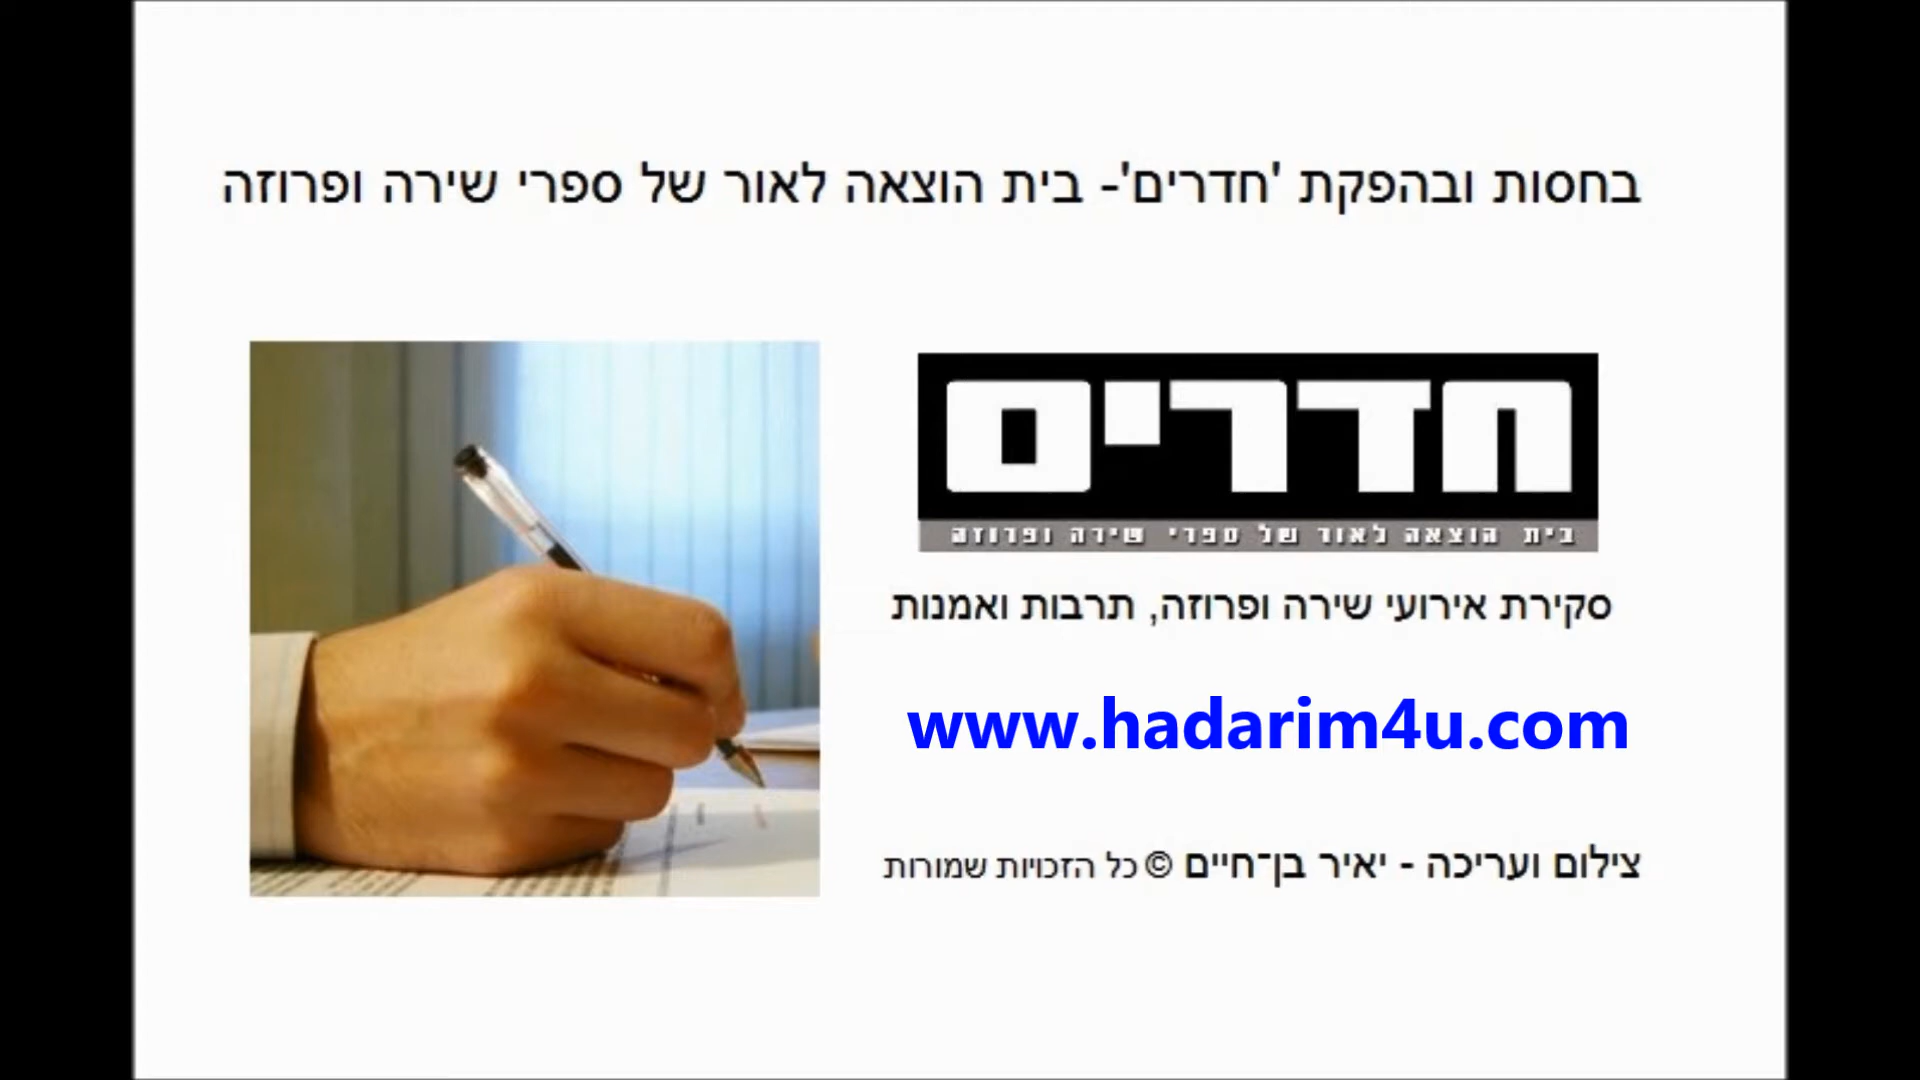 בחסות ובהפקת 'חדרים'- בית הוצאה לאור של ספרי שירה ופרוזה
חדרים
בית הוצאה לאור של ספרי שירה ופרוזה
סקירת אירועי שירה ופרוזה, תרבות ואמנות
www.hadarim4u.com
צילום ועריכה - יאיר בן־חיים © כל הזכויות שמורות